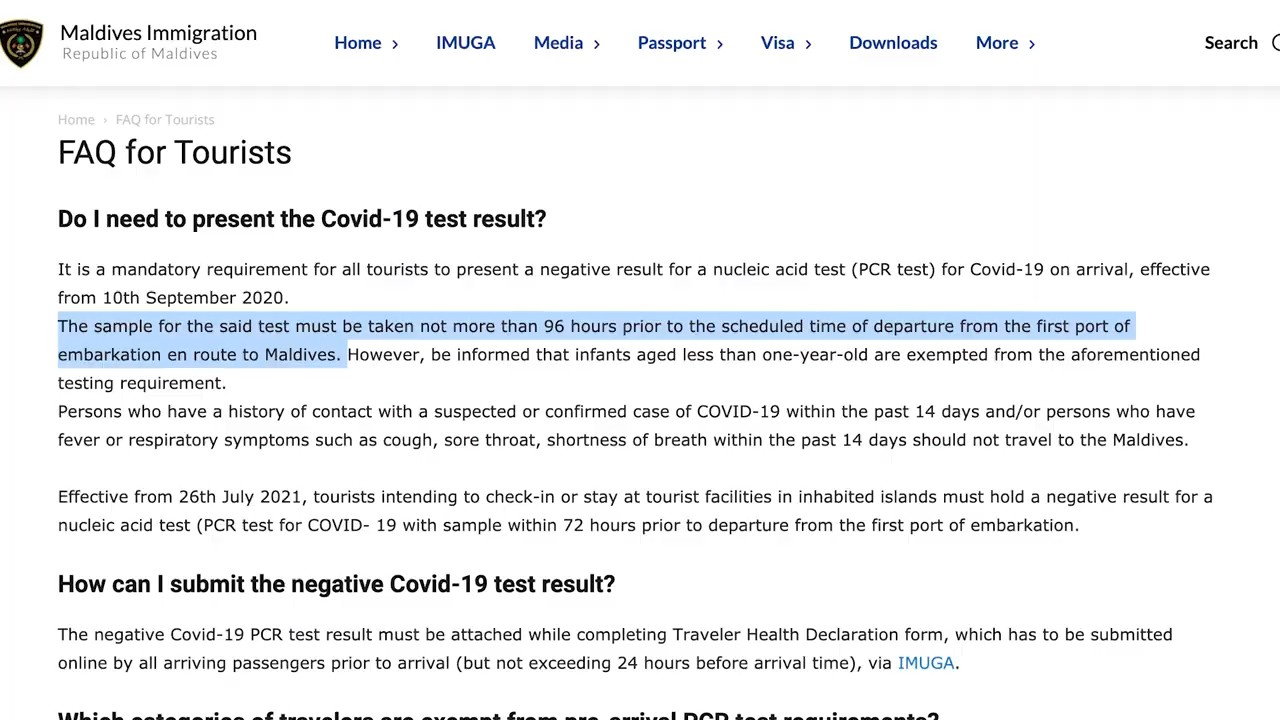 Maldives Immigration
Republic of Maldives
Home › IMUGA Media › Passport › Visa › Downloads More › Search
Home › FAQ for Tourists
FAQ for Tourists
Do I need to present the Covid-19 test result?
It is a mandatory requirement for all tourists to present a negative result for a nucleic acid test (PCR test) for Covid-19 on arrival, effective
from 10th September 2020.
The sample for the said test must be taken not more than 96 hours prior to the scheduled time of departure from the first port of
embarkation en route to Maldives. However, be informed that infants aged less than one-year-old are exempted from the aforementioned
testing requirement.
Persons who have a history of contact with a suspected or confirmed case of COVID-19 within the past 14 days and/or persons who have
fever or respiratory symptoms such as cough, sore throat, shortness of breath within the past 14 days should not travel to the Maldives.
Effective from 26th July 2021, tourists intending to check-in or stay at tourist facilities in inhabited islands must hold a negative result for a
nucleic acid test (PCR test for COVID- 19 with sample within 72 hours prior to departure from the first port of embarkation.
How can I submit the negative Covid-19 test result?
The negative Covid-19 PCR test result must be attached while completing Traveler Health Declaration form, which has to be submitted
online by all arriving passengers prior to arrival (but not exceeding 24 hours before arrival time), via IMUGA.
Which categories of travelers are exempt from pre-arrival PCR test requirements?